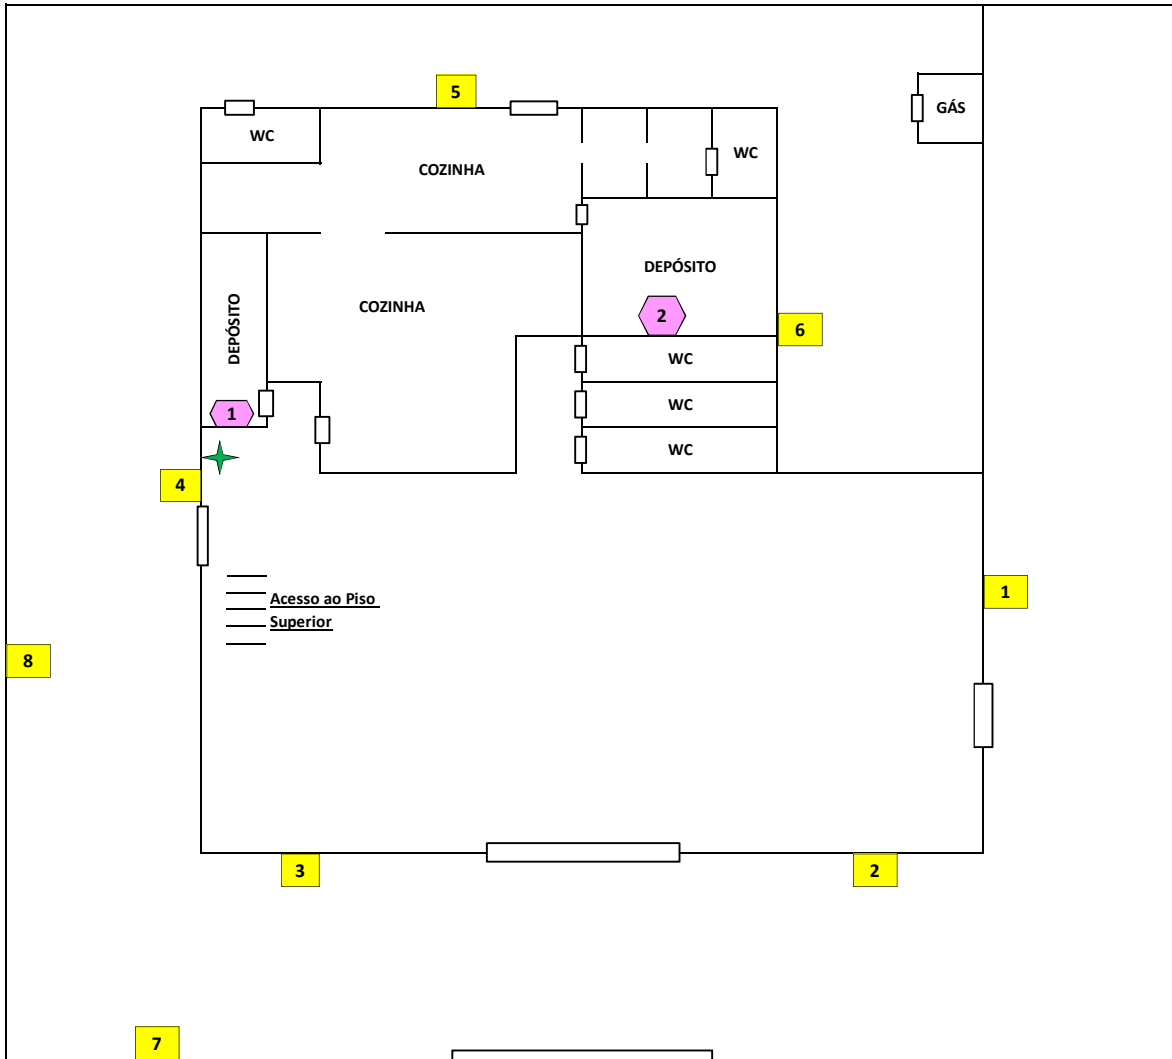 5
GÁS
WC
WC
COZINHA
DEPÓSITO
COZINHA
DEPÓSITO
2
6
WC
1
WC
WC
4
1
Acesso ao Piso
Superior
8
3
2
7